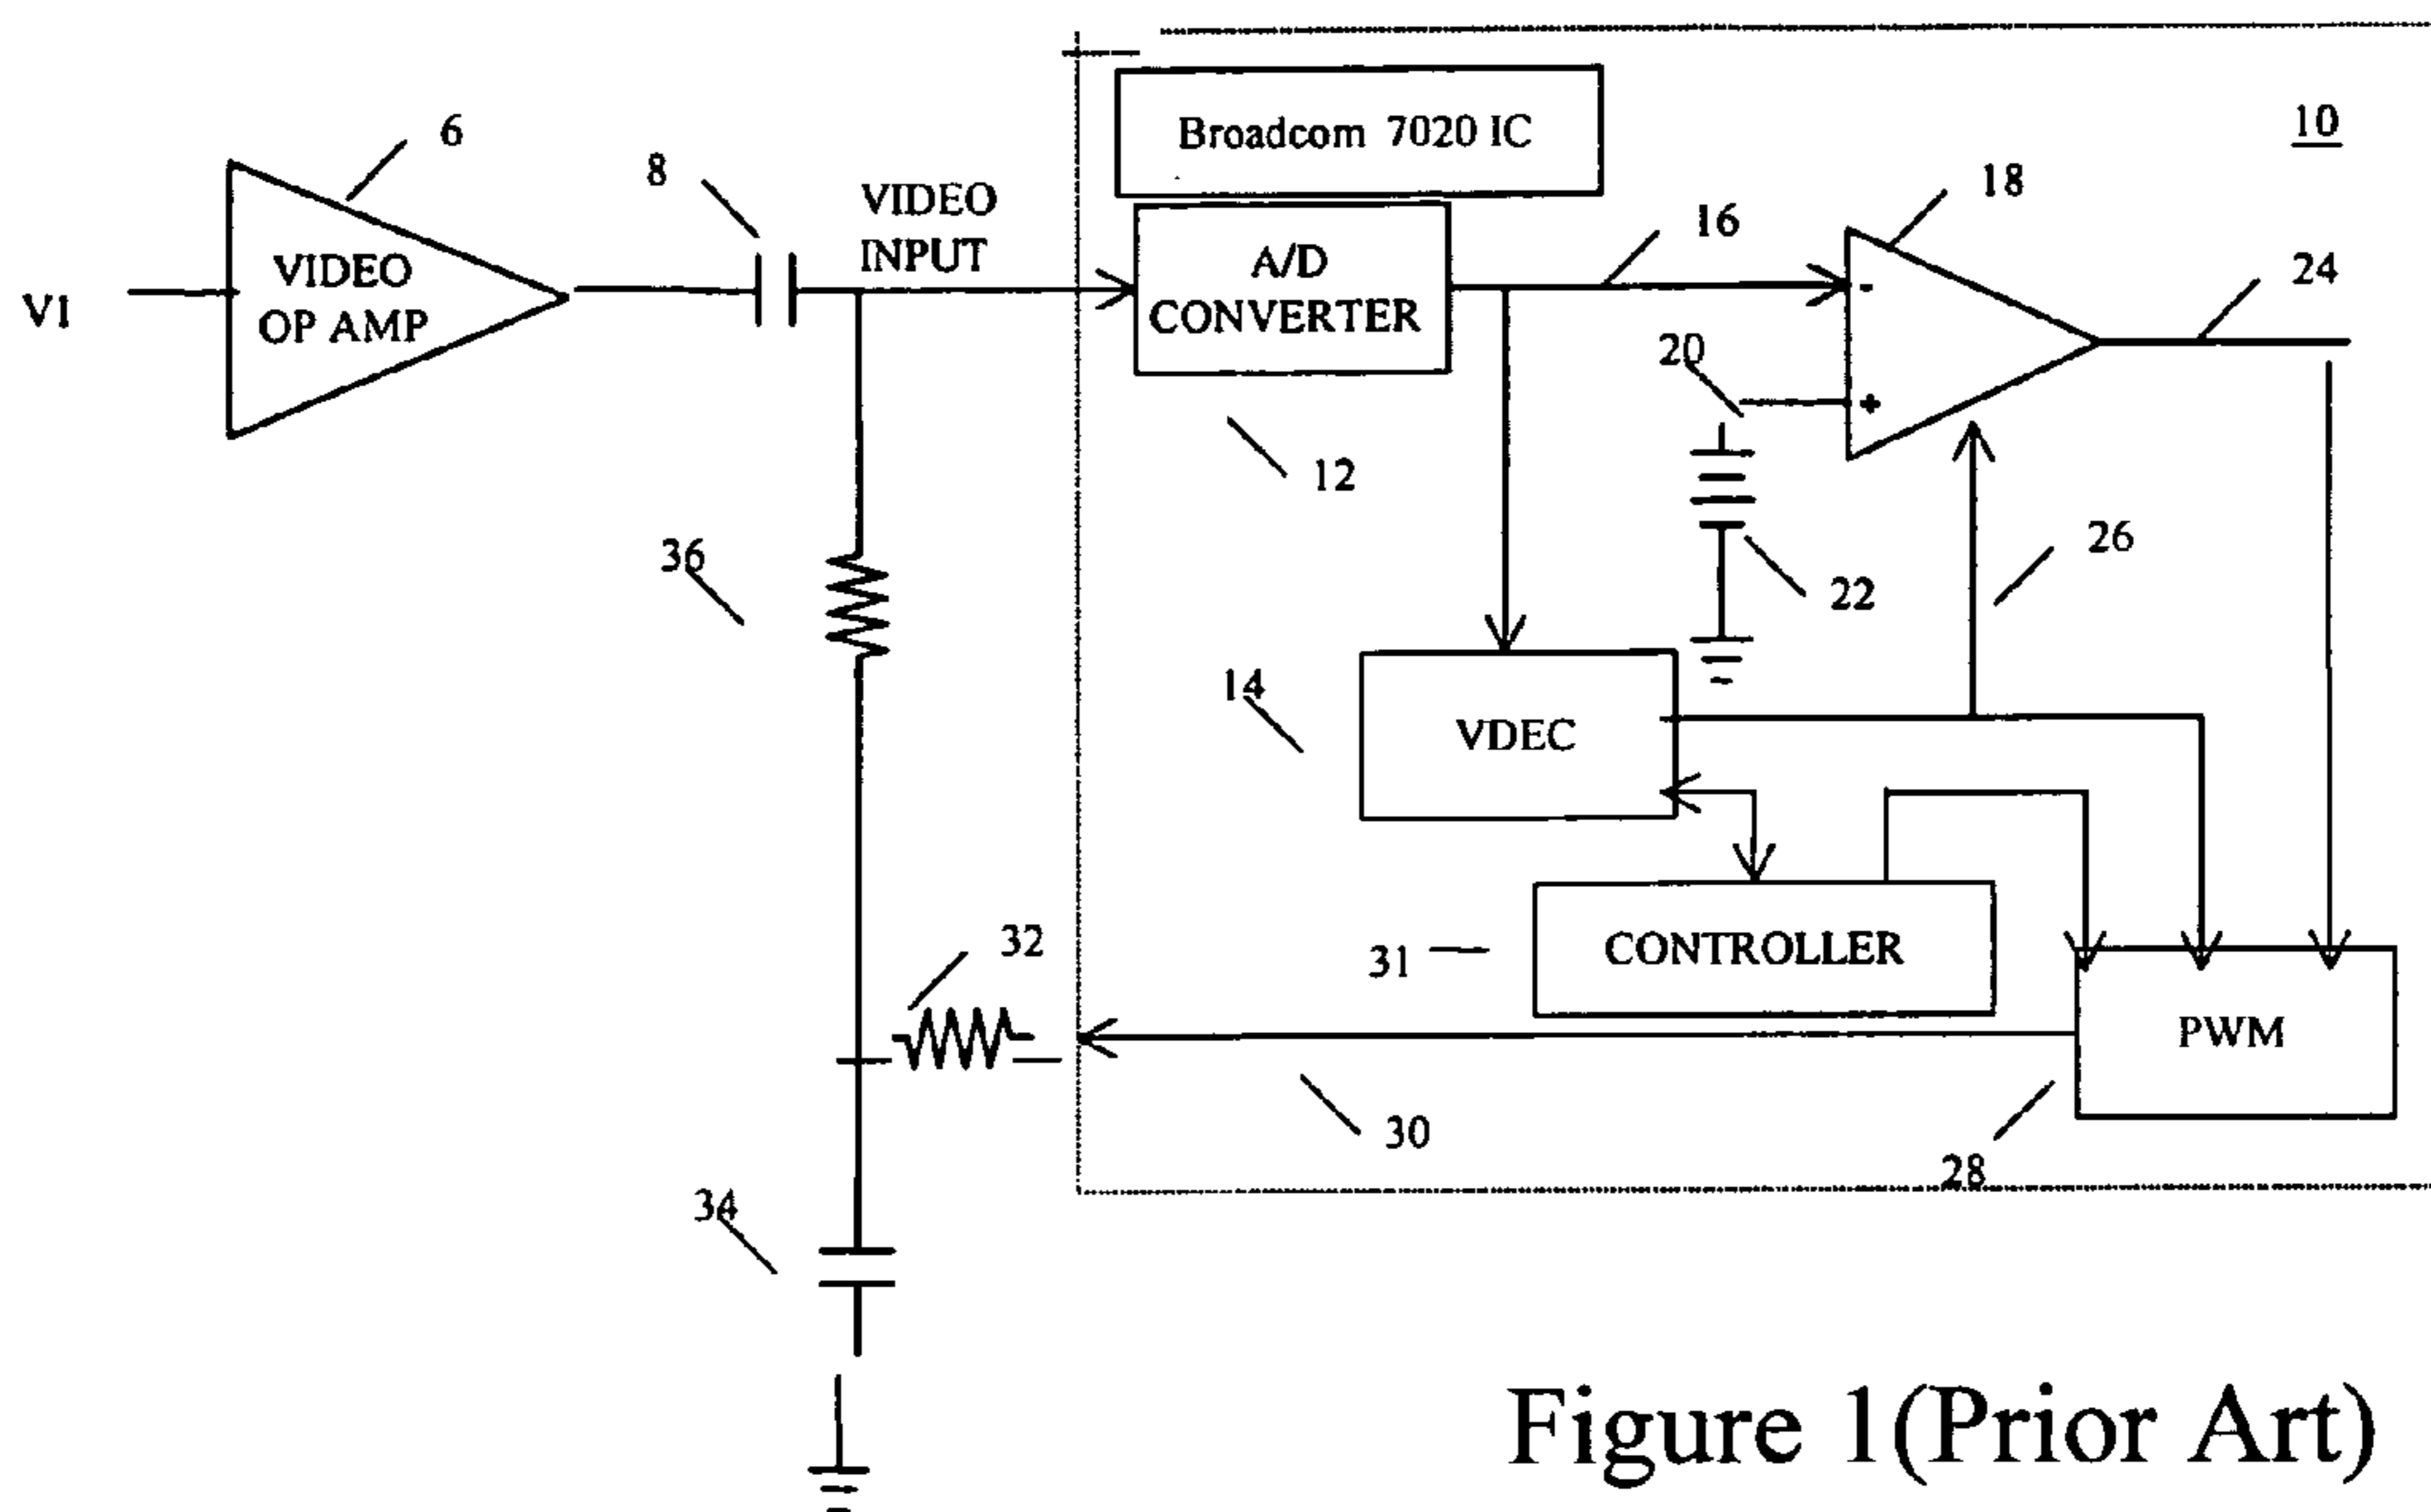 6
8
VIDEO
INPUT
V1
VIDEO
OP AMP
Broadcom 7020 IC
10
A/D
CONVERTER
16
18
24
-
20
+
12
22
26
36
14
VDEC
32
31
CONTROLLER
PWM
30
28
34
Figure 1(Prior Art)